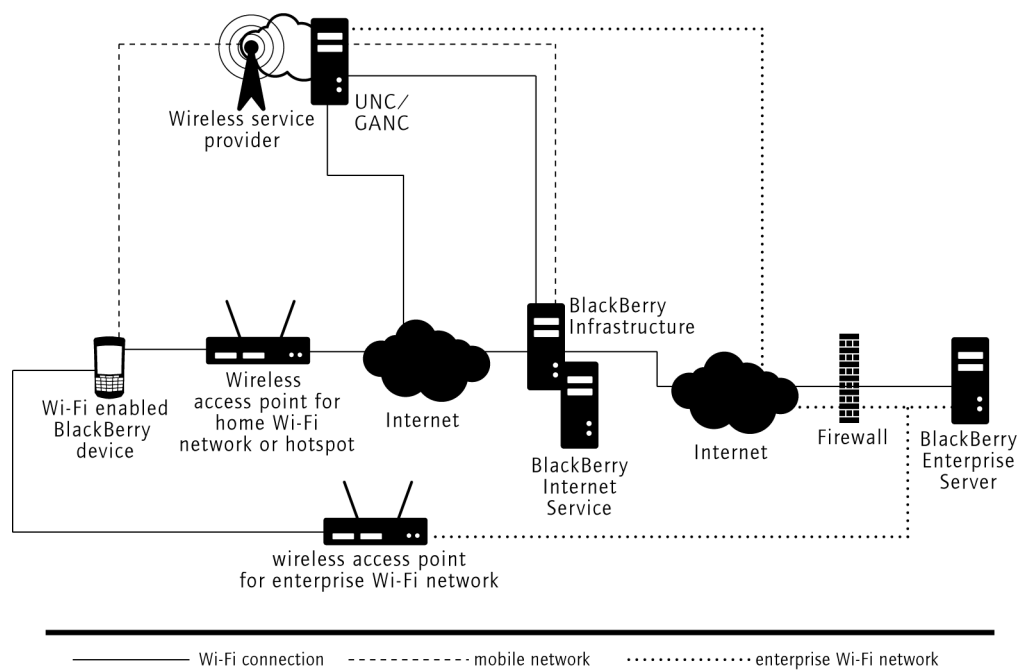 UNC/
GANC
Wireless service
provider
BlackBerry
Infrastructure
Wi-Fi enabled
BlackBerry
device
Wireless
access point for
home Wi-Fi
network or hotspot
Internet
BlackBerry
Internet
Service
Internet
Firewall
BlackBerry
Enterprise
Server
wireless access point
for enterprise Wi-Fi network
Wi-Fi connection
mobile network
enterprise Wi-Fi network